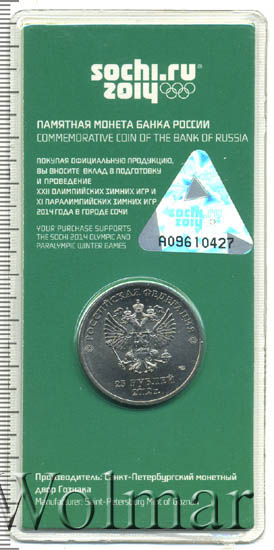 sochi.ru
2014
ПАМЯТНАЯ МОНЕТА БАНКА РОССИИ
COMMEMORATIVE COIN OF THE BANK OF RUSSIA
ПОКУПАЯ ОФИЦИАЛЬНУЮ ПРОДУКЦИЮ,
ВЫ ВНОСИТЕ ВКЛАД В ПОДГОТОВКУ
И ПРОВЕДЕНИЕ
XXII ОЛИМПИЙСКИХ ЗИМНИХ ИГР И
XI ПАРАЛИМПИЙСКИХ ЗИМНИХ ИГР
2014 ГОДА В ГОРОДЕ СОЧИ
YOUR PURCHASE SUPPORTS
THE SOCHI 2014 OLYMPIC AND
PARALYMPIC WINTER GAMES
sochi
2014
A09610427
РОССИЙСКАЯ ФЕДЕРАЦИЯ
25 РУБЛЕЙ
Производитель: Санкт-Петербургский монетный
двор Гознака
Manufacturer: Saint-Petersburg Mint of Goznak
Wolmar